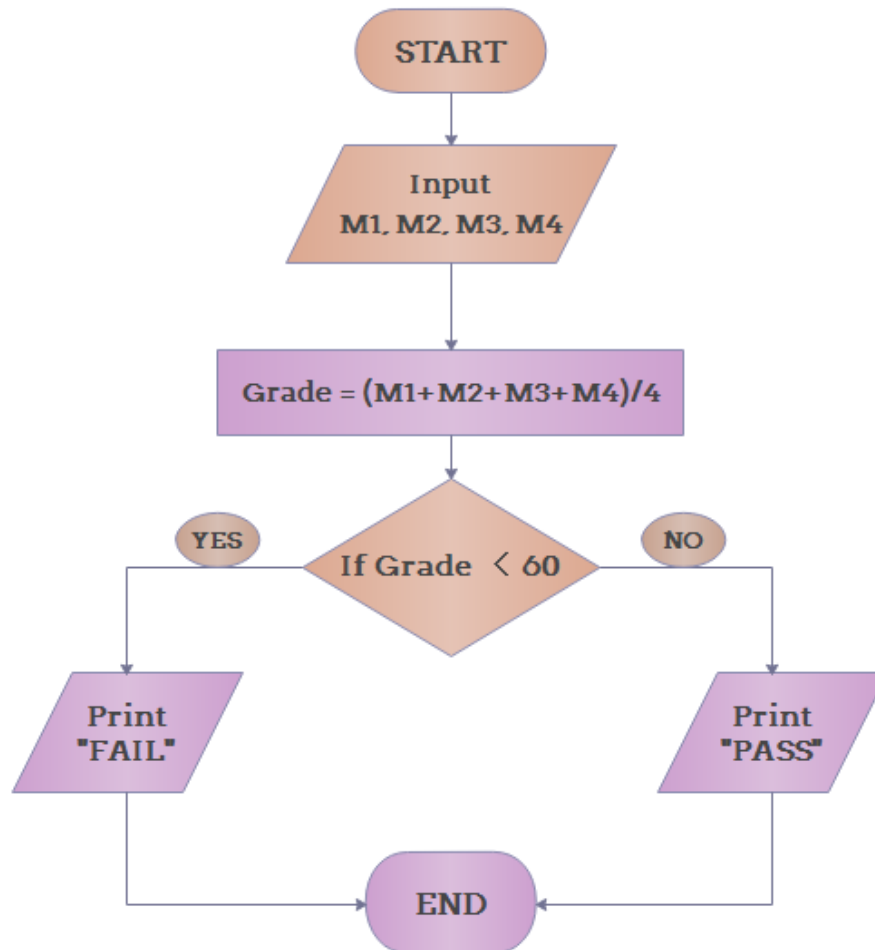 START
Input
M1, M2, M3, M4
Grade = (M1+M2+M3+M4)/4
YES
NO
If Grade < 60
Print
"FAIL"
Print
"PASS"
END